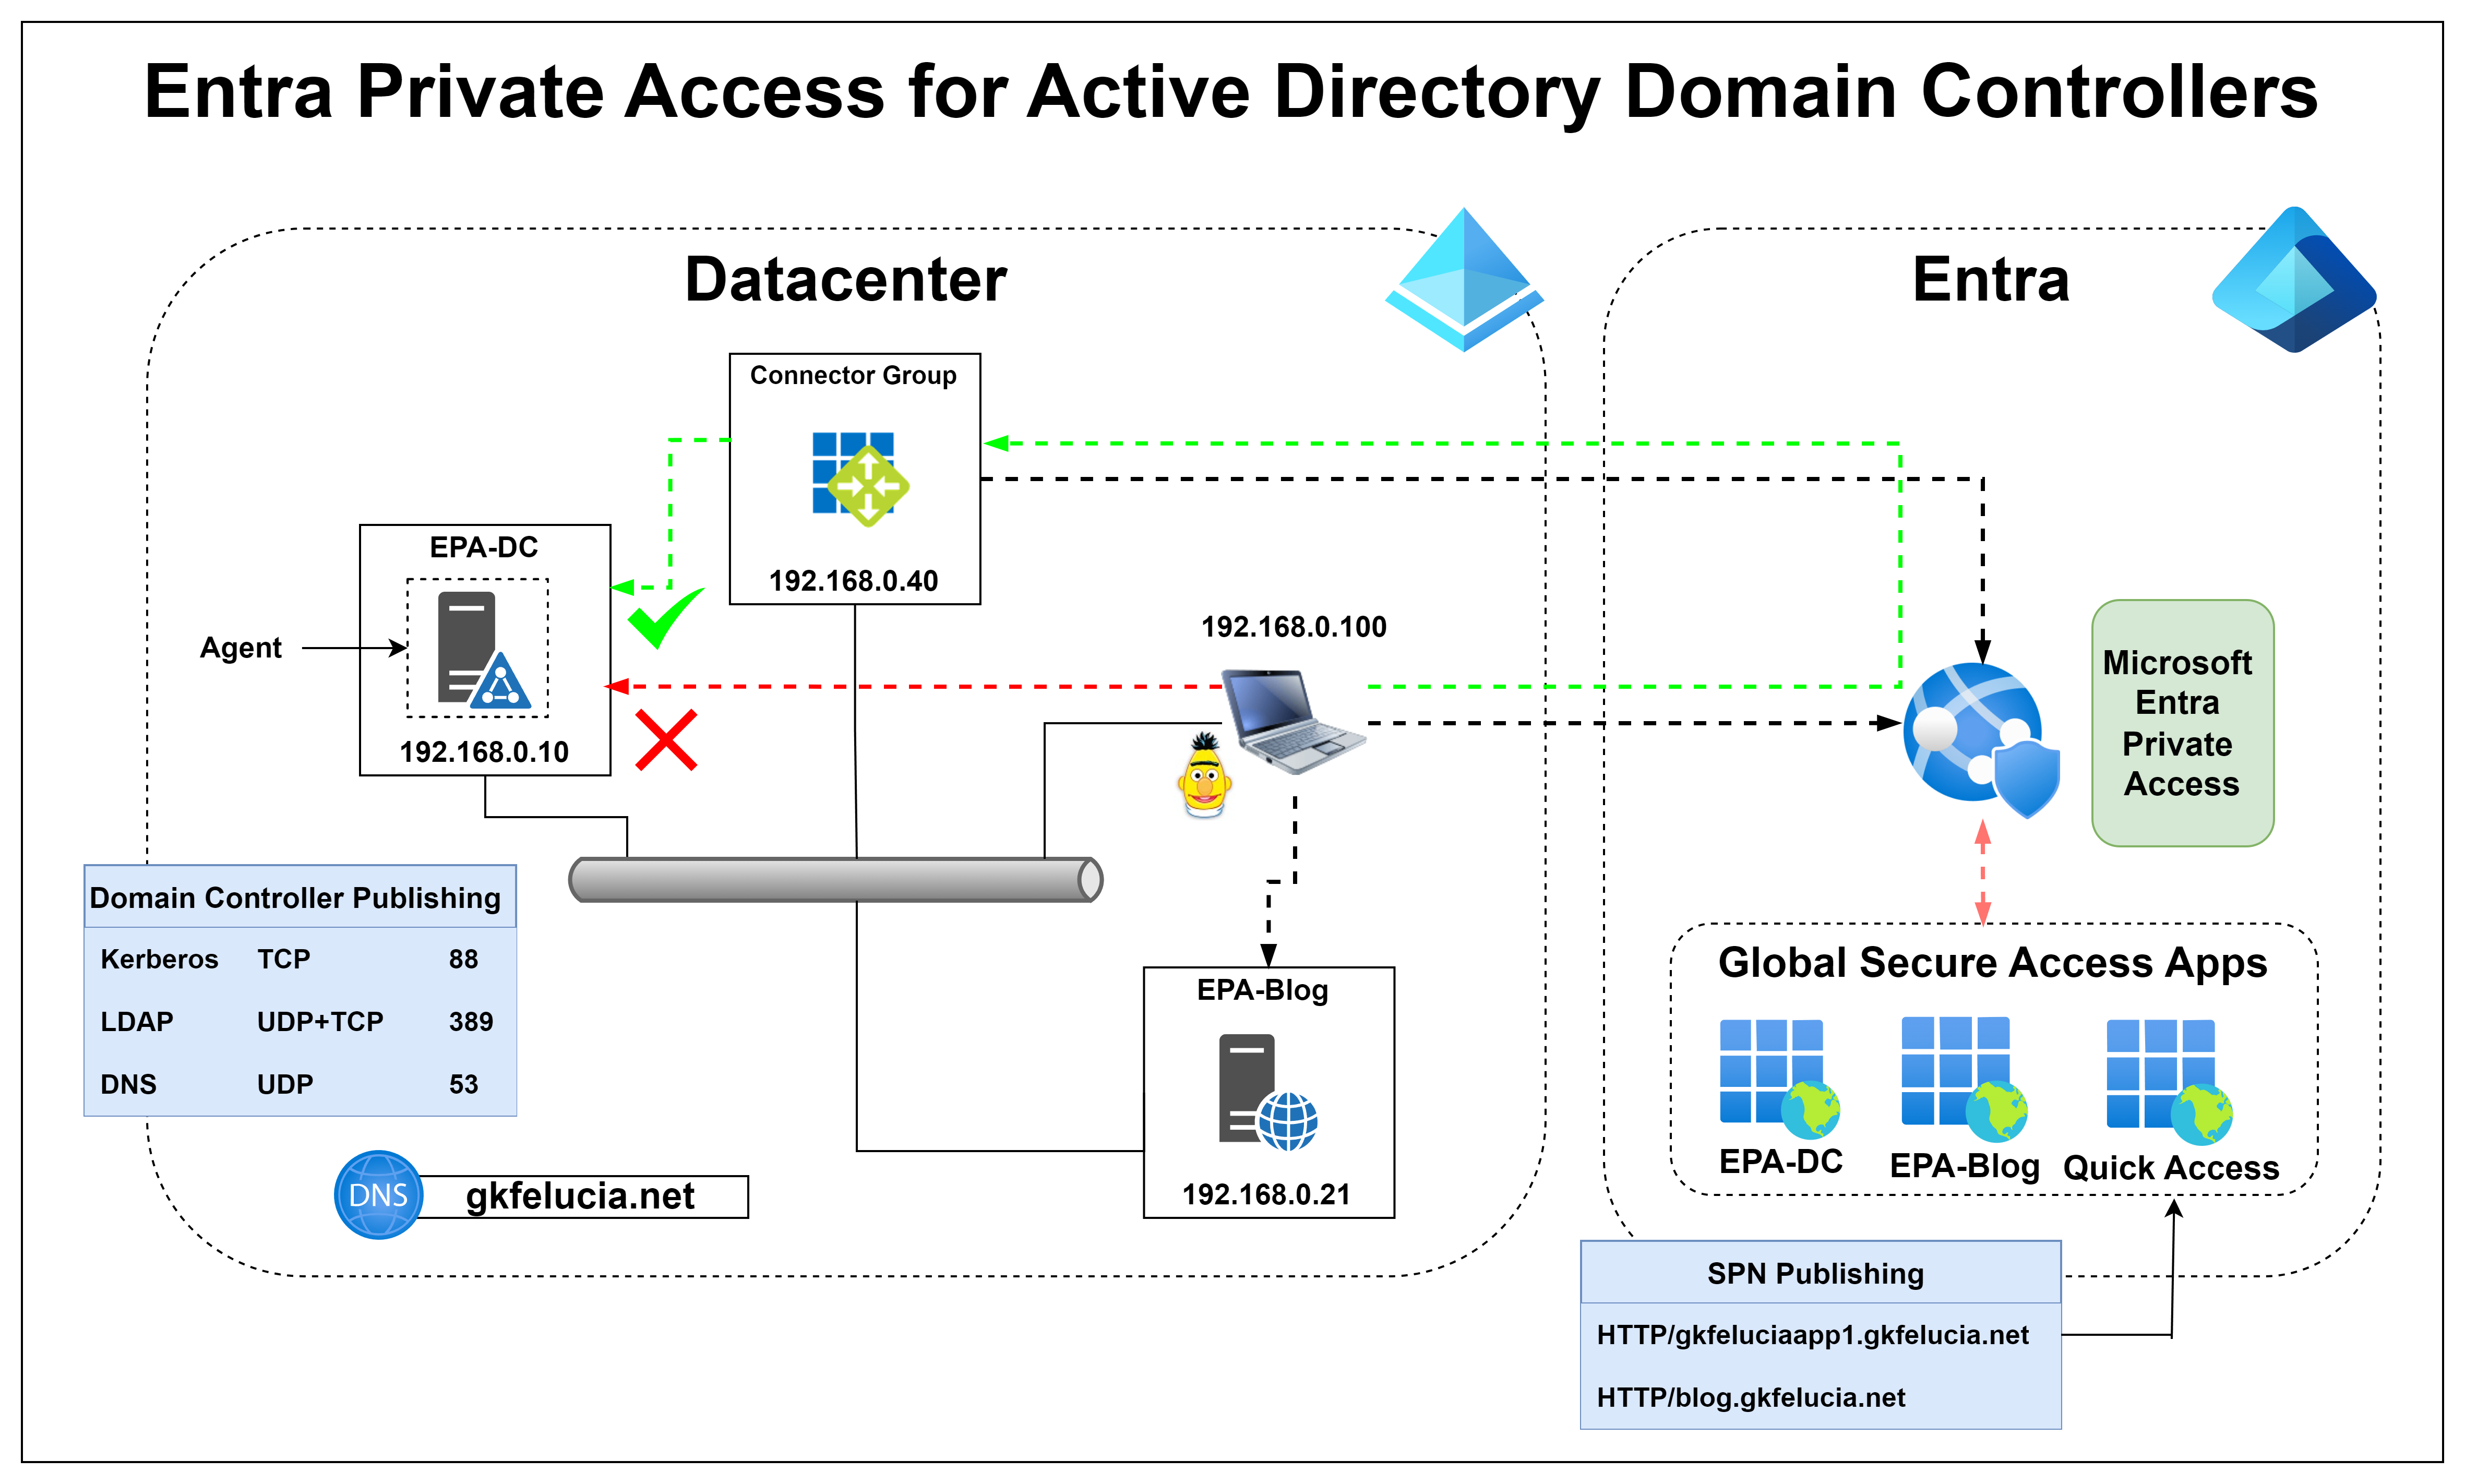 Entra Private Access for Active Directory Domain Controllers
Datacenter
Entra
Connector Group
192.168.0.40
EPA-DC
192.168.0.10
Agent
192.168.0.100
Microsoft
Entra
Private
Access
Domain Controller Publishing
Kerberos TCP 88
LDAP UDP+TCP 389
DNS UDP 53
DNS
gkfelucia.net
EPA-Blog
192.168.0.21
Global Secure Access Apps
EPA-DC
EPA-Blog
Quick Access
SPN Publishing
HTTP/gkfeluciaapp1.gkfelucia.net
HTTP/blog.gkfelucia.net